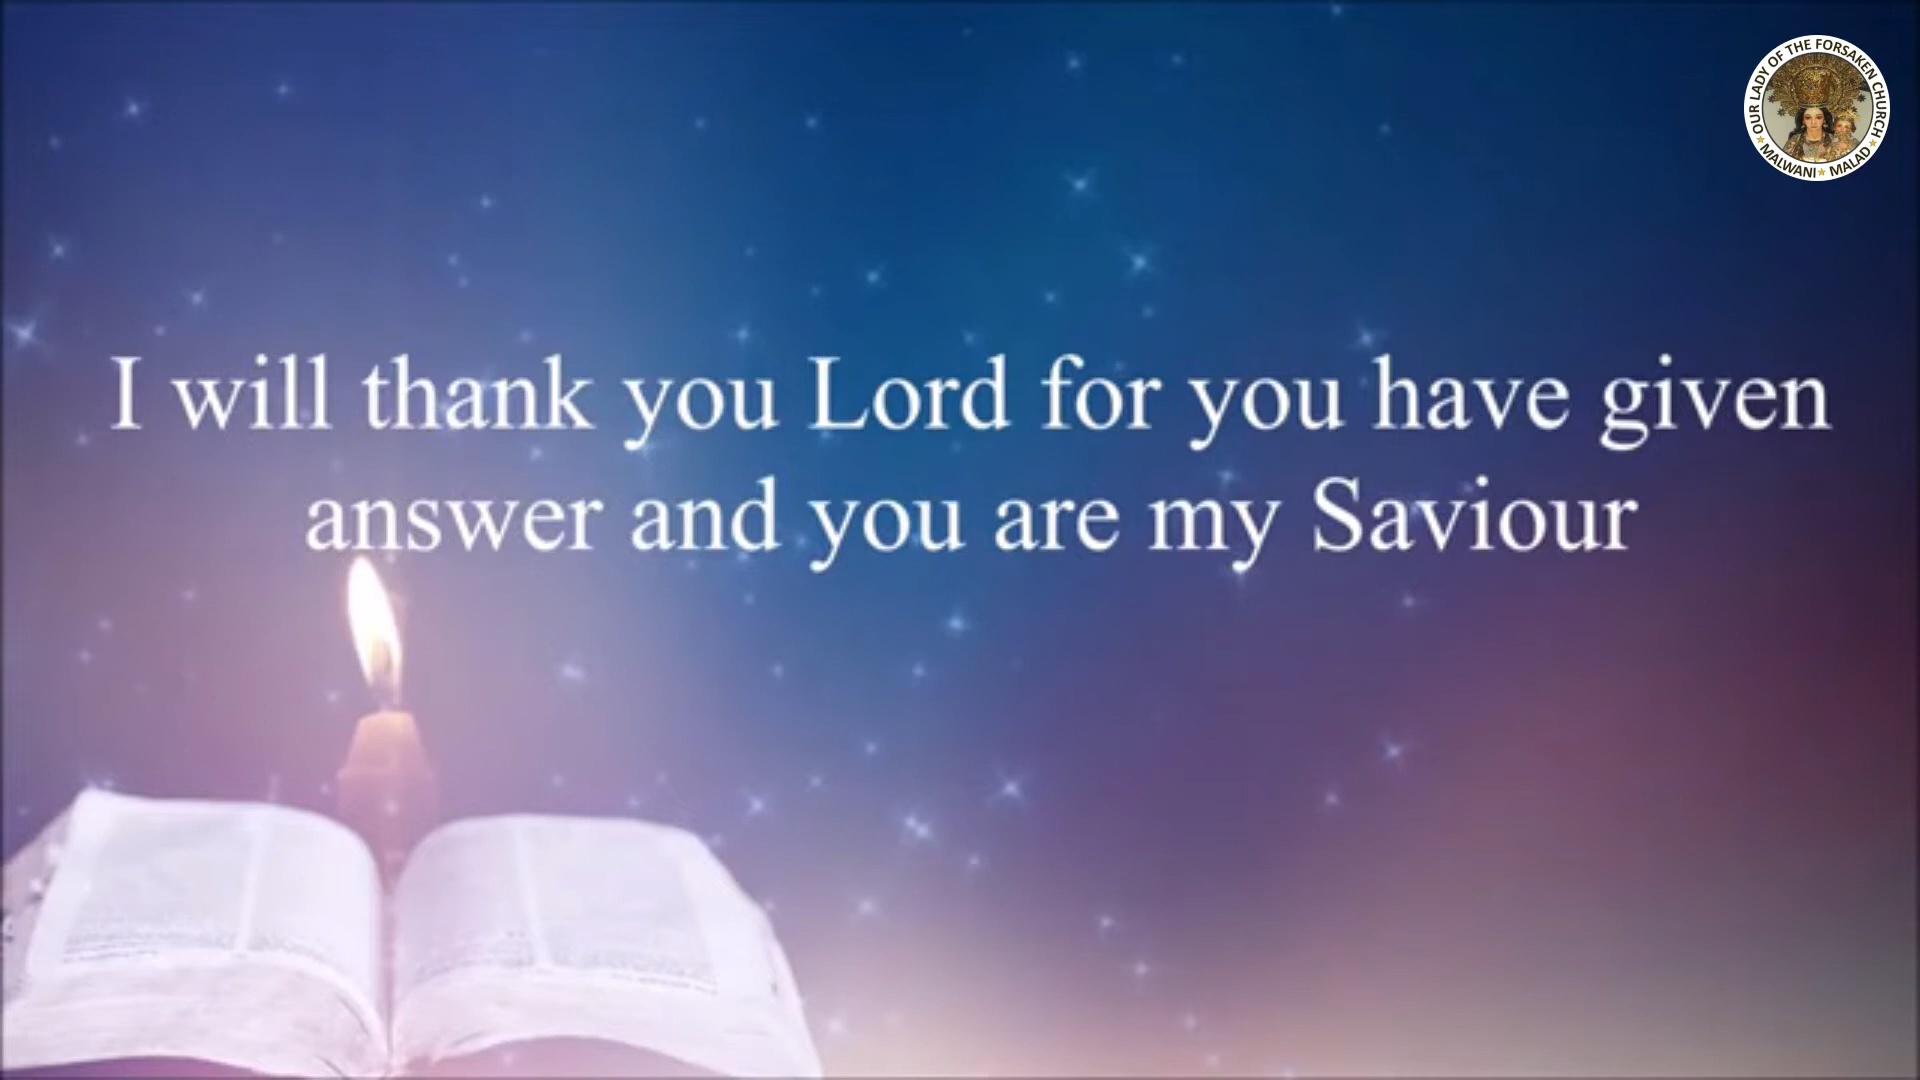 OUR LADY OF THE FORSAKEN CHURCH
MALWANI MALAD
I will thank you Lord for you have given
answer and you are my Saviour